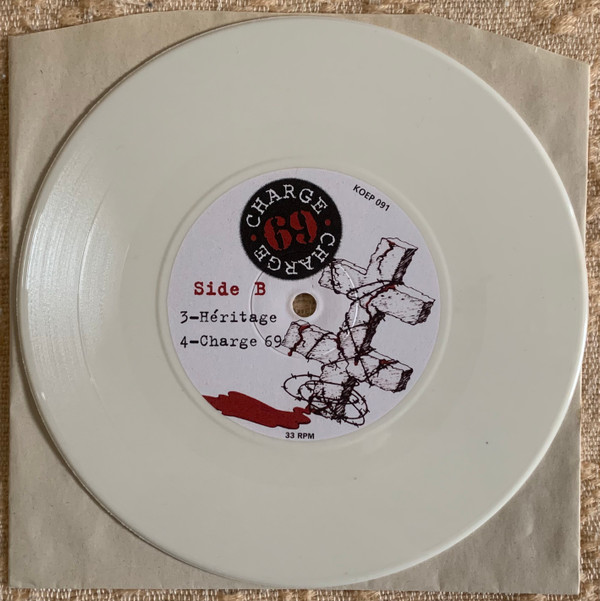 CHARGE
69
CHARGE
KOEP 091
Side B
3-Héritage
4-Charge 69
33 RPM